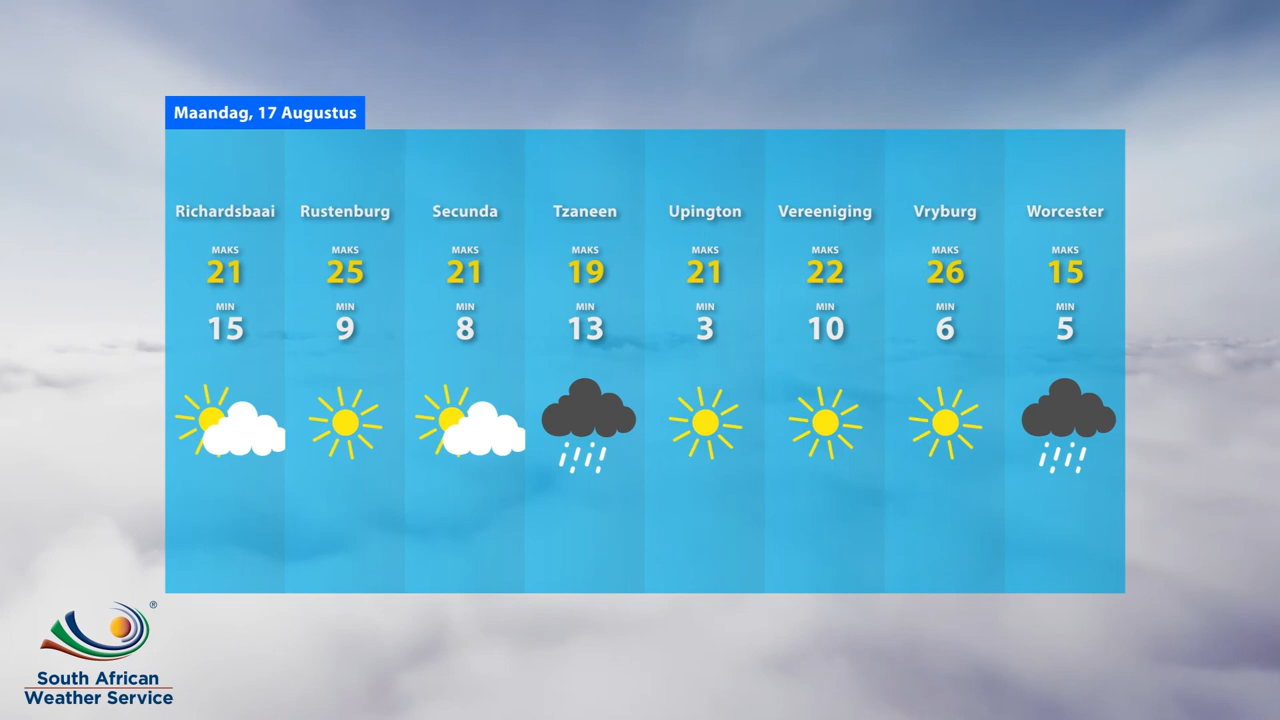 Maandag, 17 Augustus
Richardsbaai
MAKS
21
MIN
15
Rustenburg
MAKS
25
MIN
9
Secunda
MAKS
21
MIN
8
Tzaneen
MAKS
19
MIN
13
Upington
MAKS
21
MIN
3
Vereeniging
MAKS
22
MIN
10
Vryburg
MAKS
26
MIN
6
Worcester
MAKS
15
MIN
5
®
South African
Weather Service